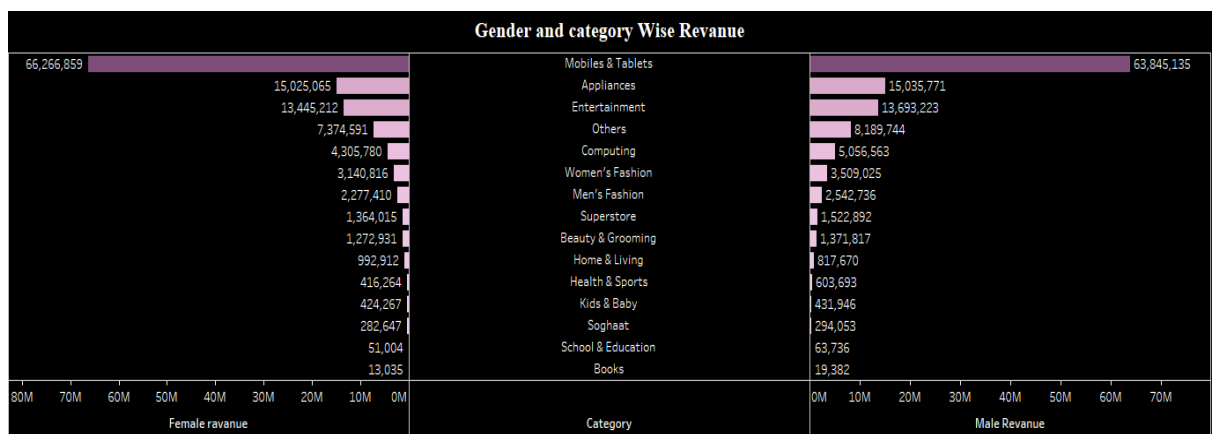 Gender and category Wise Revanue
66,266,859 Mobiles & Tablets 63,845,135
15,025,065 Appliances 15,035,771
13,445,212 Entertainment 13,693,223
7,374,591 Others 8,189,744
4,305,780 Computing 5,056,563
3,140,816 Women's Fashion 3,509,025
2,277,410 Men's Fashion 2,542,736
1,364,015 Superstore 1,522,892
1,272,931 Beauty & Grooming 1,371,817
992,912 Home & Living 817,670
416,264 Health & Sports 603,693
424,267 Kids & Baby 431,946
282,647 Soghaat 294,053
51,004 School & Education 63,736
13,035 Books 19,382
80M 70M 60M 50M 40M 30M 20M 10M 0M 0M 10M 20M 30M 40M 50M 60M 70M
Female ravanue Category Male Revanue